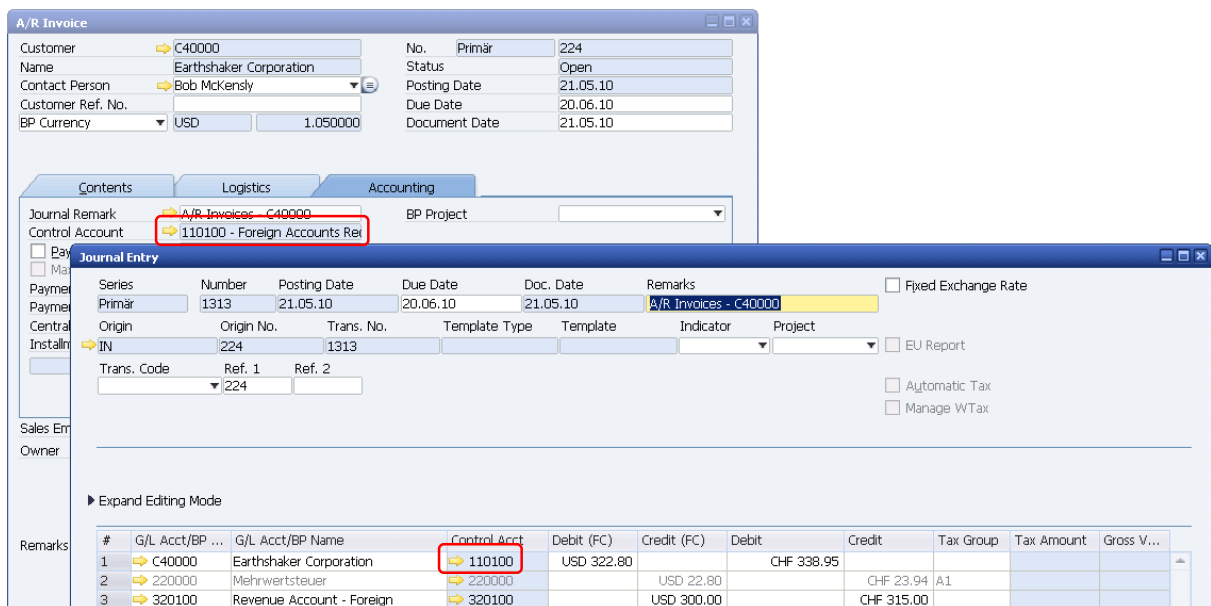 A/R Invoice
Customer C40000 No. Primär 224
Name Earthshaker Corporation Status Open
Contact Person Bob McKensly Posting Date 21.05.10
Customer Ref. No. Due Date 20.06.10
BP Currency USD 1.050000 Document Date 21.05.10
Contents Logistics Accounting
Journal Remark A/R Invoices - C40000 BP Project
Control Account 110100 - Foreign Accounts Re
Pay
Max
Journal Entry
Series Number Posting Date Due Date Doc. Date Remarks Fixed Exchange Rate
Primär 1313 21.05.10 20.06.10 21.05.10 A/R Invoices - C40000
Origin Origin No. Trans. No. Template Type Template Indicator Project
IN 224 1313 EU Report
Trans. Code Ref. 1 Ref. 2
224 Automatic Tax
Manage WTax
Payme
Payme
Central
Installm
Sales Em
Owner
Expand Editing Mode
Remarks
# G/L Acct/BP ... G/L Acct/BP Name Control Acct Debit (FC) Credit (FC) Debit Credit Tax Group Tax Amount Gross V...
1 C40000 Earthshaker Corporation 110100 USD 322.80 CHF 338.95
2 220000 Mehrwertsteuer 220000 USD 22.80 CHF 23.94 A1
3 320100 Revenue Account - Foreign 320100 USD 300.00 CHF 315.00